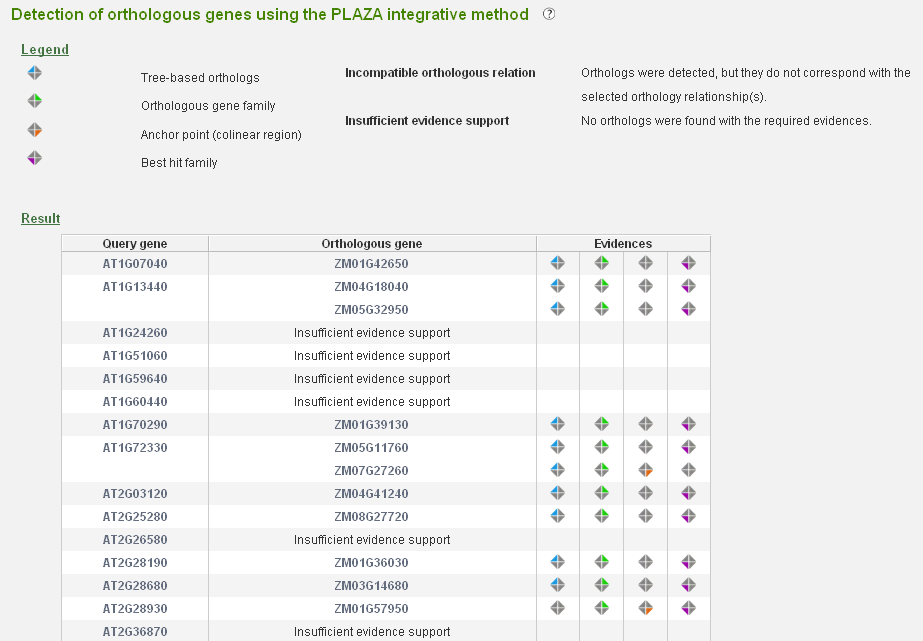 Detection of orthologous genes using the PLAZA integrative method ?
Legend
Tree-based orthologs
Orthologous gene family
Anchor point (colinear region)
Best hit family
Incompatible orthologous relation
Orthologs were detected, but they do not correspond with the
selected orthology relationship(s).
Insufficient evidence support
No orthologs were found with the required evidences.
Result
Query gene Orthologous gene Evidences
AT1G07040 ZM01G42650
AT1G13440 ZM04G18040
ZM05G32950
AT1G24260 Insufficient evidence support
AT1G51060 Insufficient evidence support
AT1G59640 Insufficient evidence support
AT1G60440 Insufficient evidence support
AT1G70290 ZM01G39130
AT1G72330 ZM05G11760
ZM07G27260
AT2G03120 ZM04G41240
AT2G25280 ZM08G27720
AT2G26580 Insufficient evidence support
AT2G28190 ZM01G36030
AT2G28680 ZM03G14680
AT2G28930 ZM01G57950
AT2G36870 Insufficient evidence support